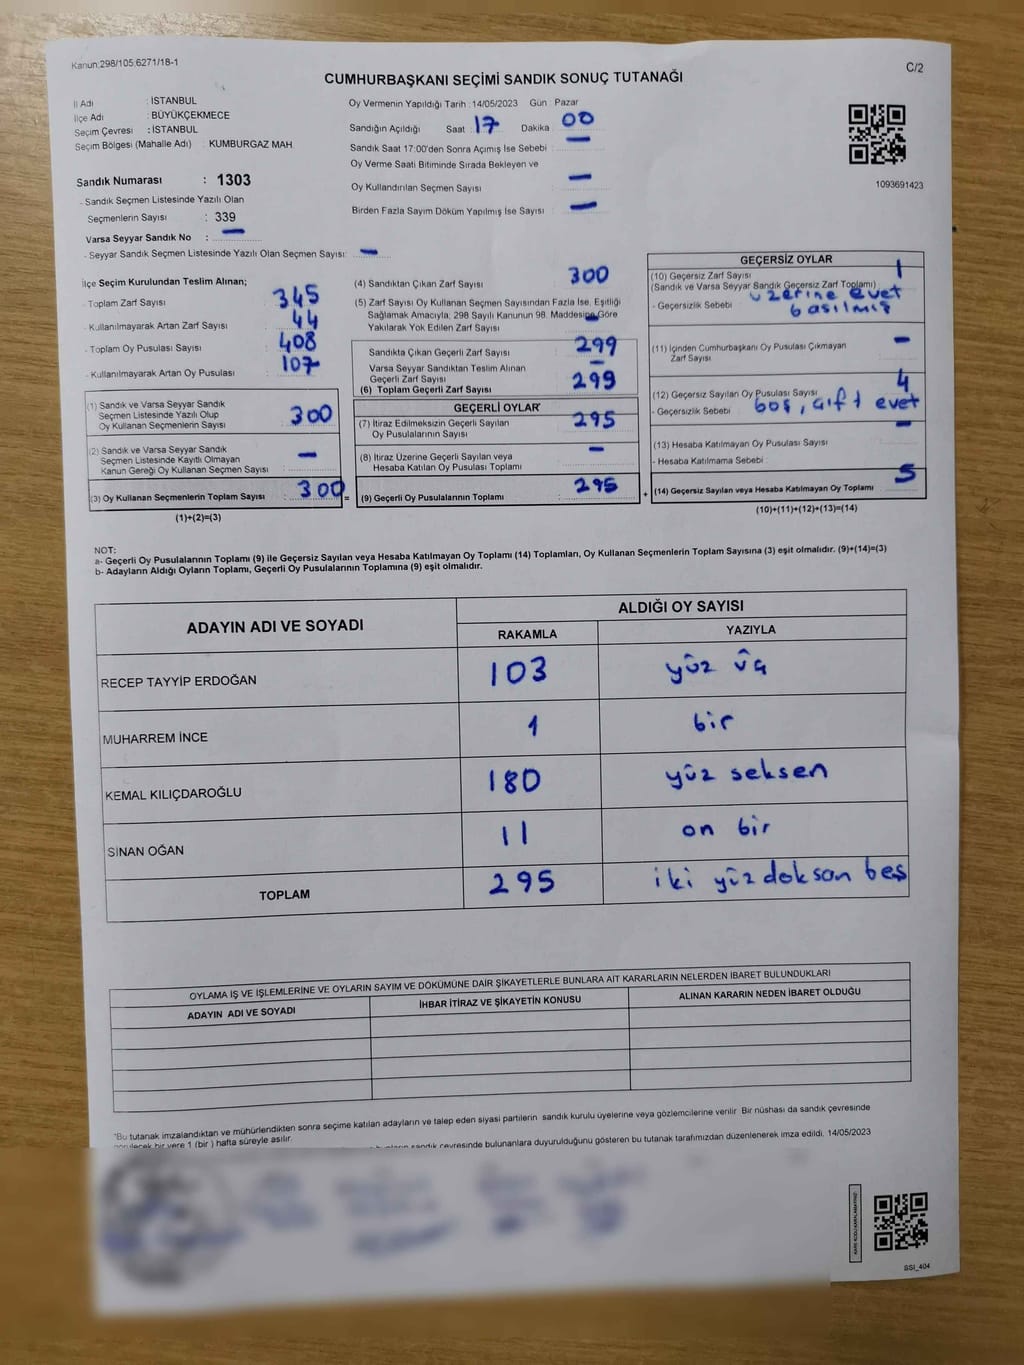 Kanun:298/105,6271/18-1
C/2
CUMHURBAŞKANI SEÇİMİ SANDIK SONUÇ TUTANAĞI
İl Adı : İSTANBUL
İlçe Adı : BÜYÜKÇEKMECE
Seçim Çevresi : İSTANBUL
Seçim Bölgesi (Mahalle Adı) : KUMBURGAZ MAH
Sandık Numarası : 1303
- Sandık Seçmen Listesinde Yazılı Olan
Seçmenlerin Sayısı : 339
Varsa Seyyar Sandık No : —
- Seyyar Sandık Seçmen Listesinde Yazılı Olan Seçmen Sayısı: —
Oy Vermenin Yapıldığı Tarih : 14/05/2023 Gün Pazar
Sandığın Açıldığı Saat : 17 Dakika 00
Sandık Saat 17:00'den Sonra Açımış İse Sebebi : —
Oy Verme Saati Bitiminde Sırada Bekleyen ve
Oy Kullandırılan Seçmen Sayısı —
Birden Fazla Sayım Döküm Yapılmış İse Sayısı : —
1093691423
İlçe Seçim Kurulundan Teslim Alınan;
- Toplam Zarf Sayısı 345
- Kullanılmayarak Artan Zarf Sayısı 44
- Toplam Oy Pusulası Sayısı 408
- Kullanılmayarak Artan Oy Pusulası 107
(1) Sandık ve Varsa Seyyar Sandık
Seçmen Listesinde Yazılı Olup
Oy Kullanan Seçmenlerin Sayısı 300
(2) Sandık ve Varsa Seyyar Sandık
Seçmen Listesinde Kayıtlı Olmayan
Kanun Gereği Oy Kullanan Seçmen Sayısı —
(3) Oy Kullanan Seçmenlerin Toplam Sayısı : 300 =
(1)+(2)=(3)
(4) Sandıktan Çıkan Zarf Sayısı 300
(5) Zarf Sayısı Oy Kullanan Seçmen Sayısından Fazla İse, Eşitliği
Sağlamak Amacıyla; 298 Sayılı Kanunun 98. Maddesine Göre
Yakılarak Yok Edilen Zarf Sayısı —
Sandıkta Çıkan Geçerli Zarf Sayısı 299
Varsa Seyyar Sandıktan Teslim Alınan
Geçerli Zarf Sayısı —
(6) Toplam Geçerli Zarf Sayısı 299
GEÇERLİ OYLAR
(7) İtiraz Edilmeksizin Geçerli Sayılan
Oy Pusulalarının Sayısı 295
(8) İtiraz Üzerine Geçerli Sayılan veya
Hesaba Katılan Oy Pusulası Toplamı —
(9) Geçerli Oy Pusulalarının Toplamı : 295 +
GEÇERSİZ OYLAR
(10) Geçersiz Zarf Sayısı 1
(Sandık ve Varsa Seyyar Sandık Geçersiz Zarf Toplamı)
- Geçersizlik Sebebi : üzerine evet
basılmış
(11) İçinden Cumhurbaşkanı Oy Pusulası Çıkmayan
Zarf Sayısı —
(12) Geçersiz Sayılan Oy Pusulası Sayısı 4
- Geçersizlik Sebebi : boş, çift evet
(13) Hesaba Katılmayan Oy Pusulası Sayısı —
- Hesaba Katılmama Sebebi :
(14) Geçersiz Sayılan veya Hesaba Katılmayan Oy Toplamı 5
(10)+(11)+(12)+(13)=(14)
NOT:
a- Geçerli Oy Pusulalarının Toplamı (9) ile Geçersiz Sayılan veya Hesaba Katılmayan Oy Toplamı (14) Toplamları, Oy Kullanan Seçmenlerin Toplam Sayısına (3) eşit olmalıdır. (9)+(14)=(3)
b- Adayların Aldığı Oyların Toplamı, Geçerli Oy Pusulalarının Toplamına (9) eşit olmalıdır.
ADAYIN ADI VE SOYADI ALDIĞI OY SAYISI
RAKAMLA YAZIYLA
RECEP TAYYİP ERDOĞAN 103 yüz üç
MUHARREM İNCE 1 bir
KEMAL KILIÇDAROĞLU 180 yüz seksen
SİNAN OĞAN 11 on bir
TOPLAM 295 iki yüz doksan beş
OYLAMA İŞ VE İŞLEMLERİNE VE OYLARIN SAYIM VE DÖKÜMÜNE DAİR ŞİKAYETLERLE BUNLARA AİT KARARLARIN NELERDEN İBARET BULUNDUKLARI
ADAYIN ADI VE SOYADI İHBAR İTİRAZ VE ŞİKAYETİN KONUSU ALINAN KARARIN NEDEN İBARET OLDUĞU
*Bu tutanak imzalandıktan ve mühürlendikten sonra seçime katılan adayların ve talep eden siyasi partilerin sandık kurulu üyelerine veya gözlemcilerine verilir Bir nüshası da sandık çevresinde
bir yere 1 (bir ) hafta süreyle asılır.
sandık çevresinde bulunanlara duyurulduğunu gösteren bu tutanak tarafımızdan düzenlenerek imza edildi. 14/05/2023
SSI_404